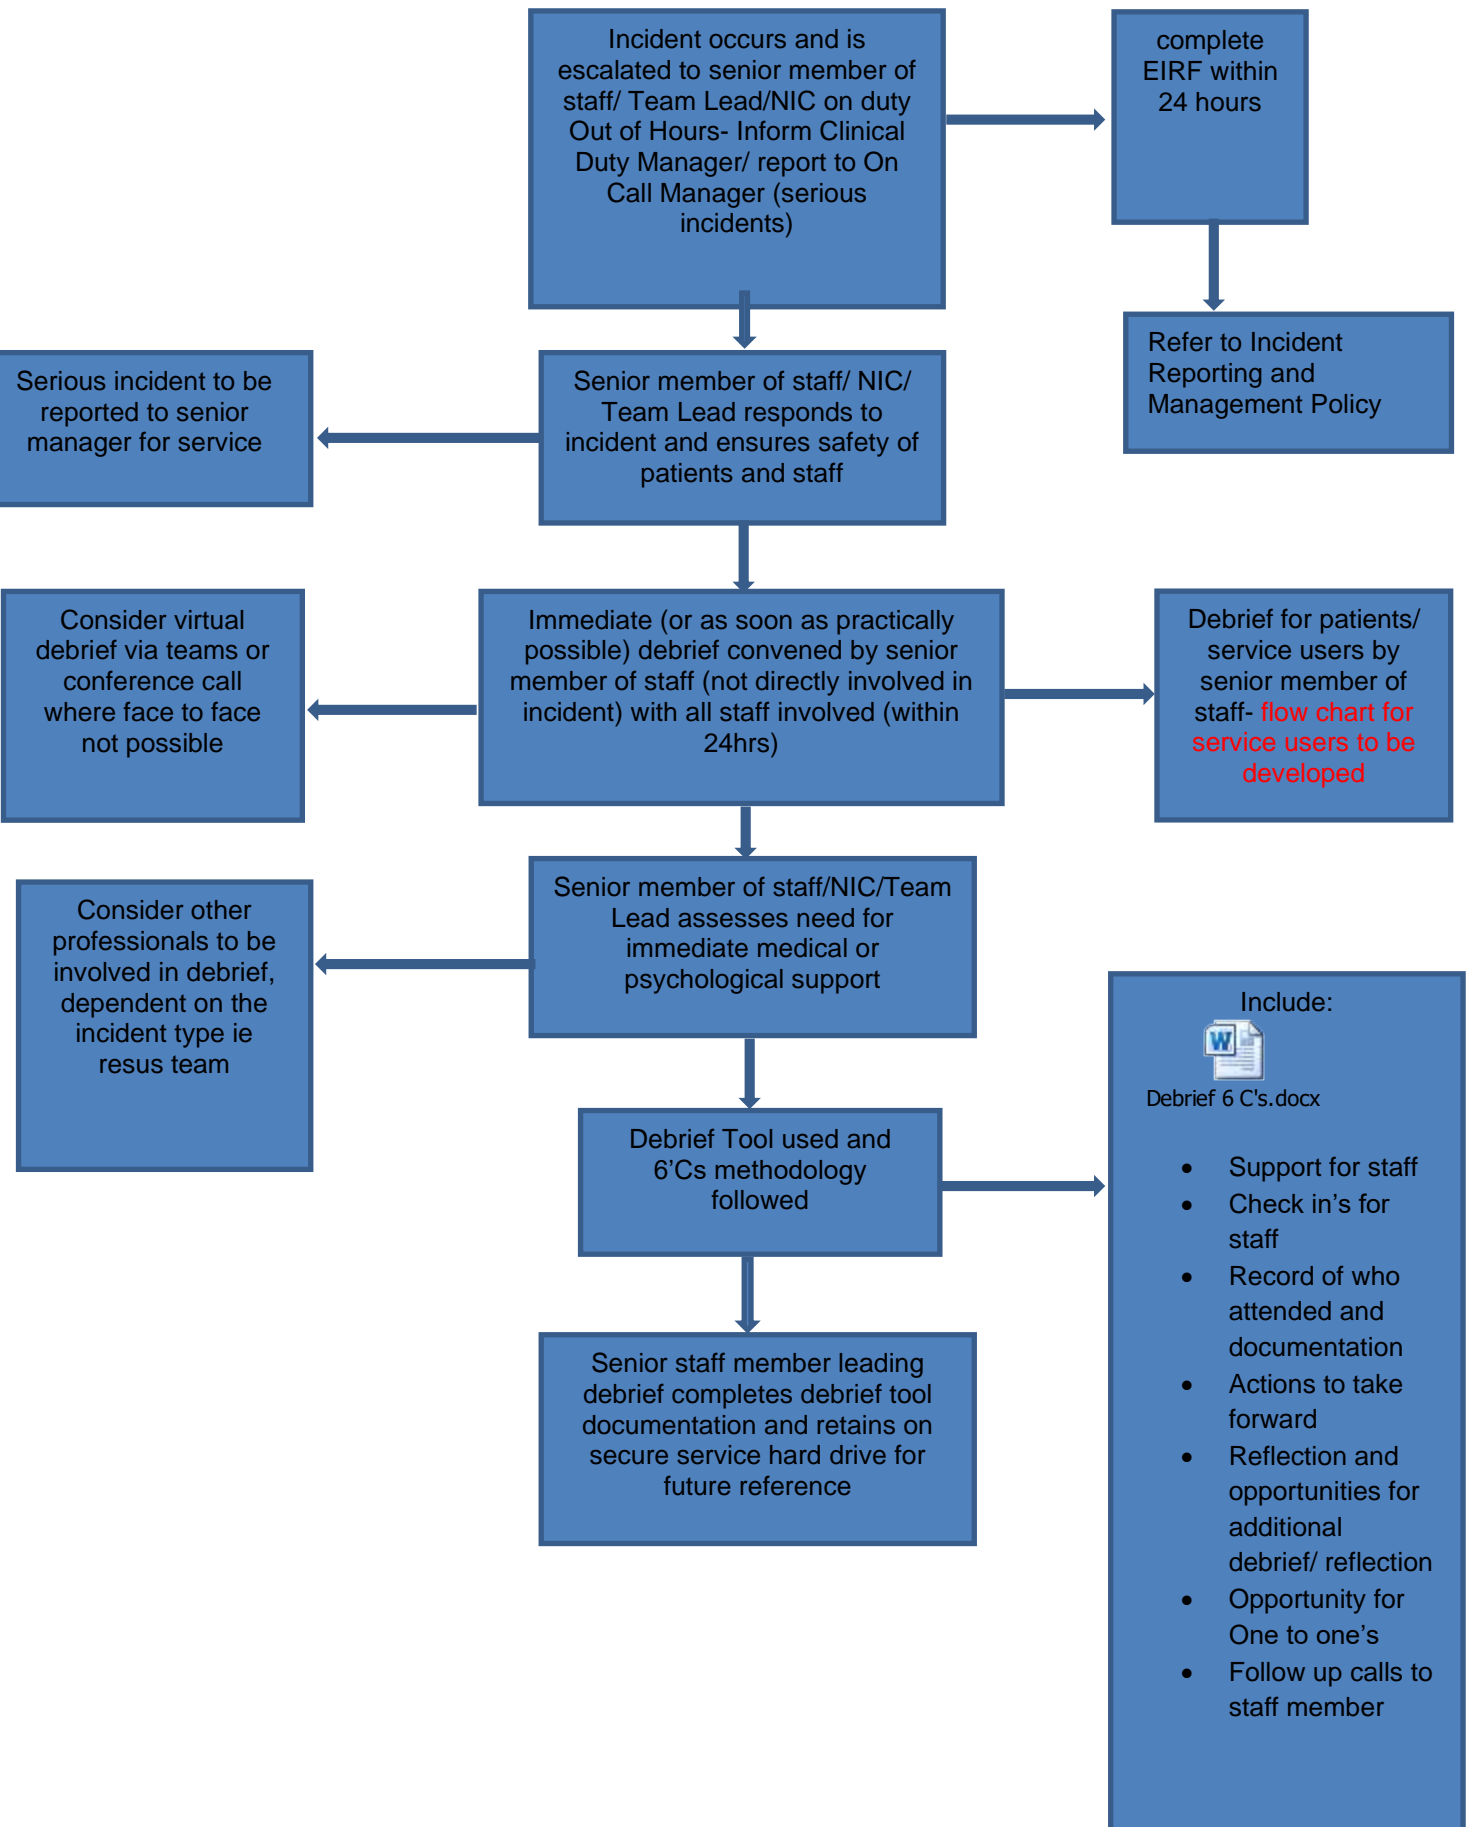 Incident occurs and is
escalated to senior member of
staff/ Team Lead/NIC on duty
Out of Hours- Inform Clinical
Duty Manager/ report to On
Call Manager (serious
incidents)
complete
EIRF within
24 hours
Refer to Incident
Reporting and
Management Policy
Serious incident to be
reported to senior
manager for service
Senior member of staff/ NIC/
Team Lead responds to
incident and ensures safety of
patients and staff
Consider virtual
debrief via teams or
conference call
where face to face
not possible
Immediate (or as soon as practically
possible) debrief convened by senior
member of staff (not directly involved in
incident) with all staff involved (within
24hrs)
Debrief for patients/
service users by
senior member of
staff- flow chart for
service users to be
developed
Consider other
professionals to be
involved in debrief,
dependent on the
incident type ie
resus team
Senior member of staff/NIC/Team
Lead assesses need for
immediate medical or
psychological support
Debrief Tool used and
6’Cs methodology
followed
Include:
W
Debrief 6 C's.docx
• Support for staff
• Check in’s for
staff
• Record of who
attended and
documentation
• Actions to take
forward
• Reflection and
opportunities for
additional
debrief/ reflection
• Opportunity for
One to one’s
• Follow up calls to
staff member
Senior staff member leading
debrief completes debrief tool
documentation and retains on
secure service hard drive for
future reference